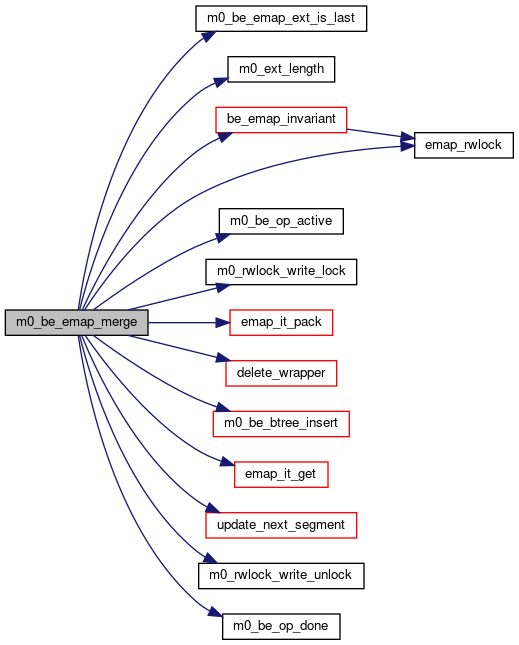 m0_be_emap_ext_is_last
m0_ext_length
be_emap_invariant
emap_rwlock
m0_be_op_active
m0_rwlock_write_lock
m0_be_emap_merge
emap_it_pack
delete_wrapper
m0_be_btree_insert
emap_it_get
update_next_segment
m0_rwlock_write_unlock
m0_be_op_done